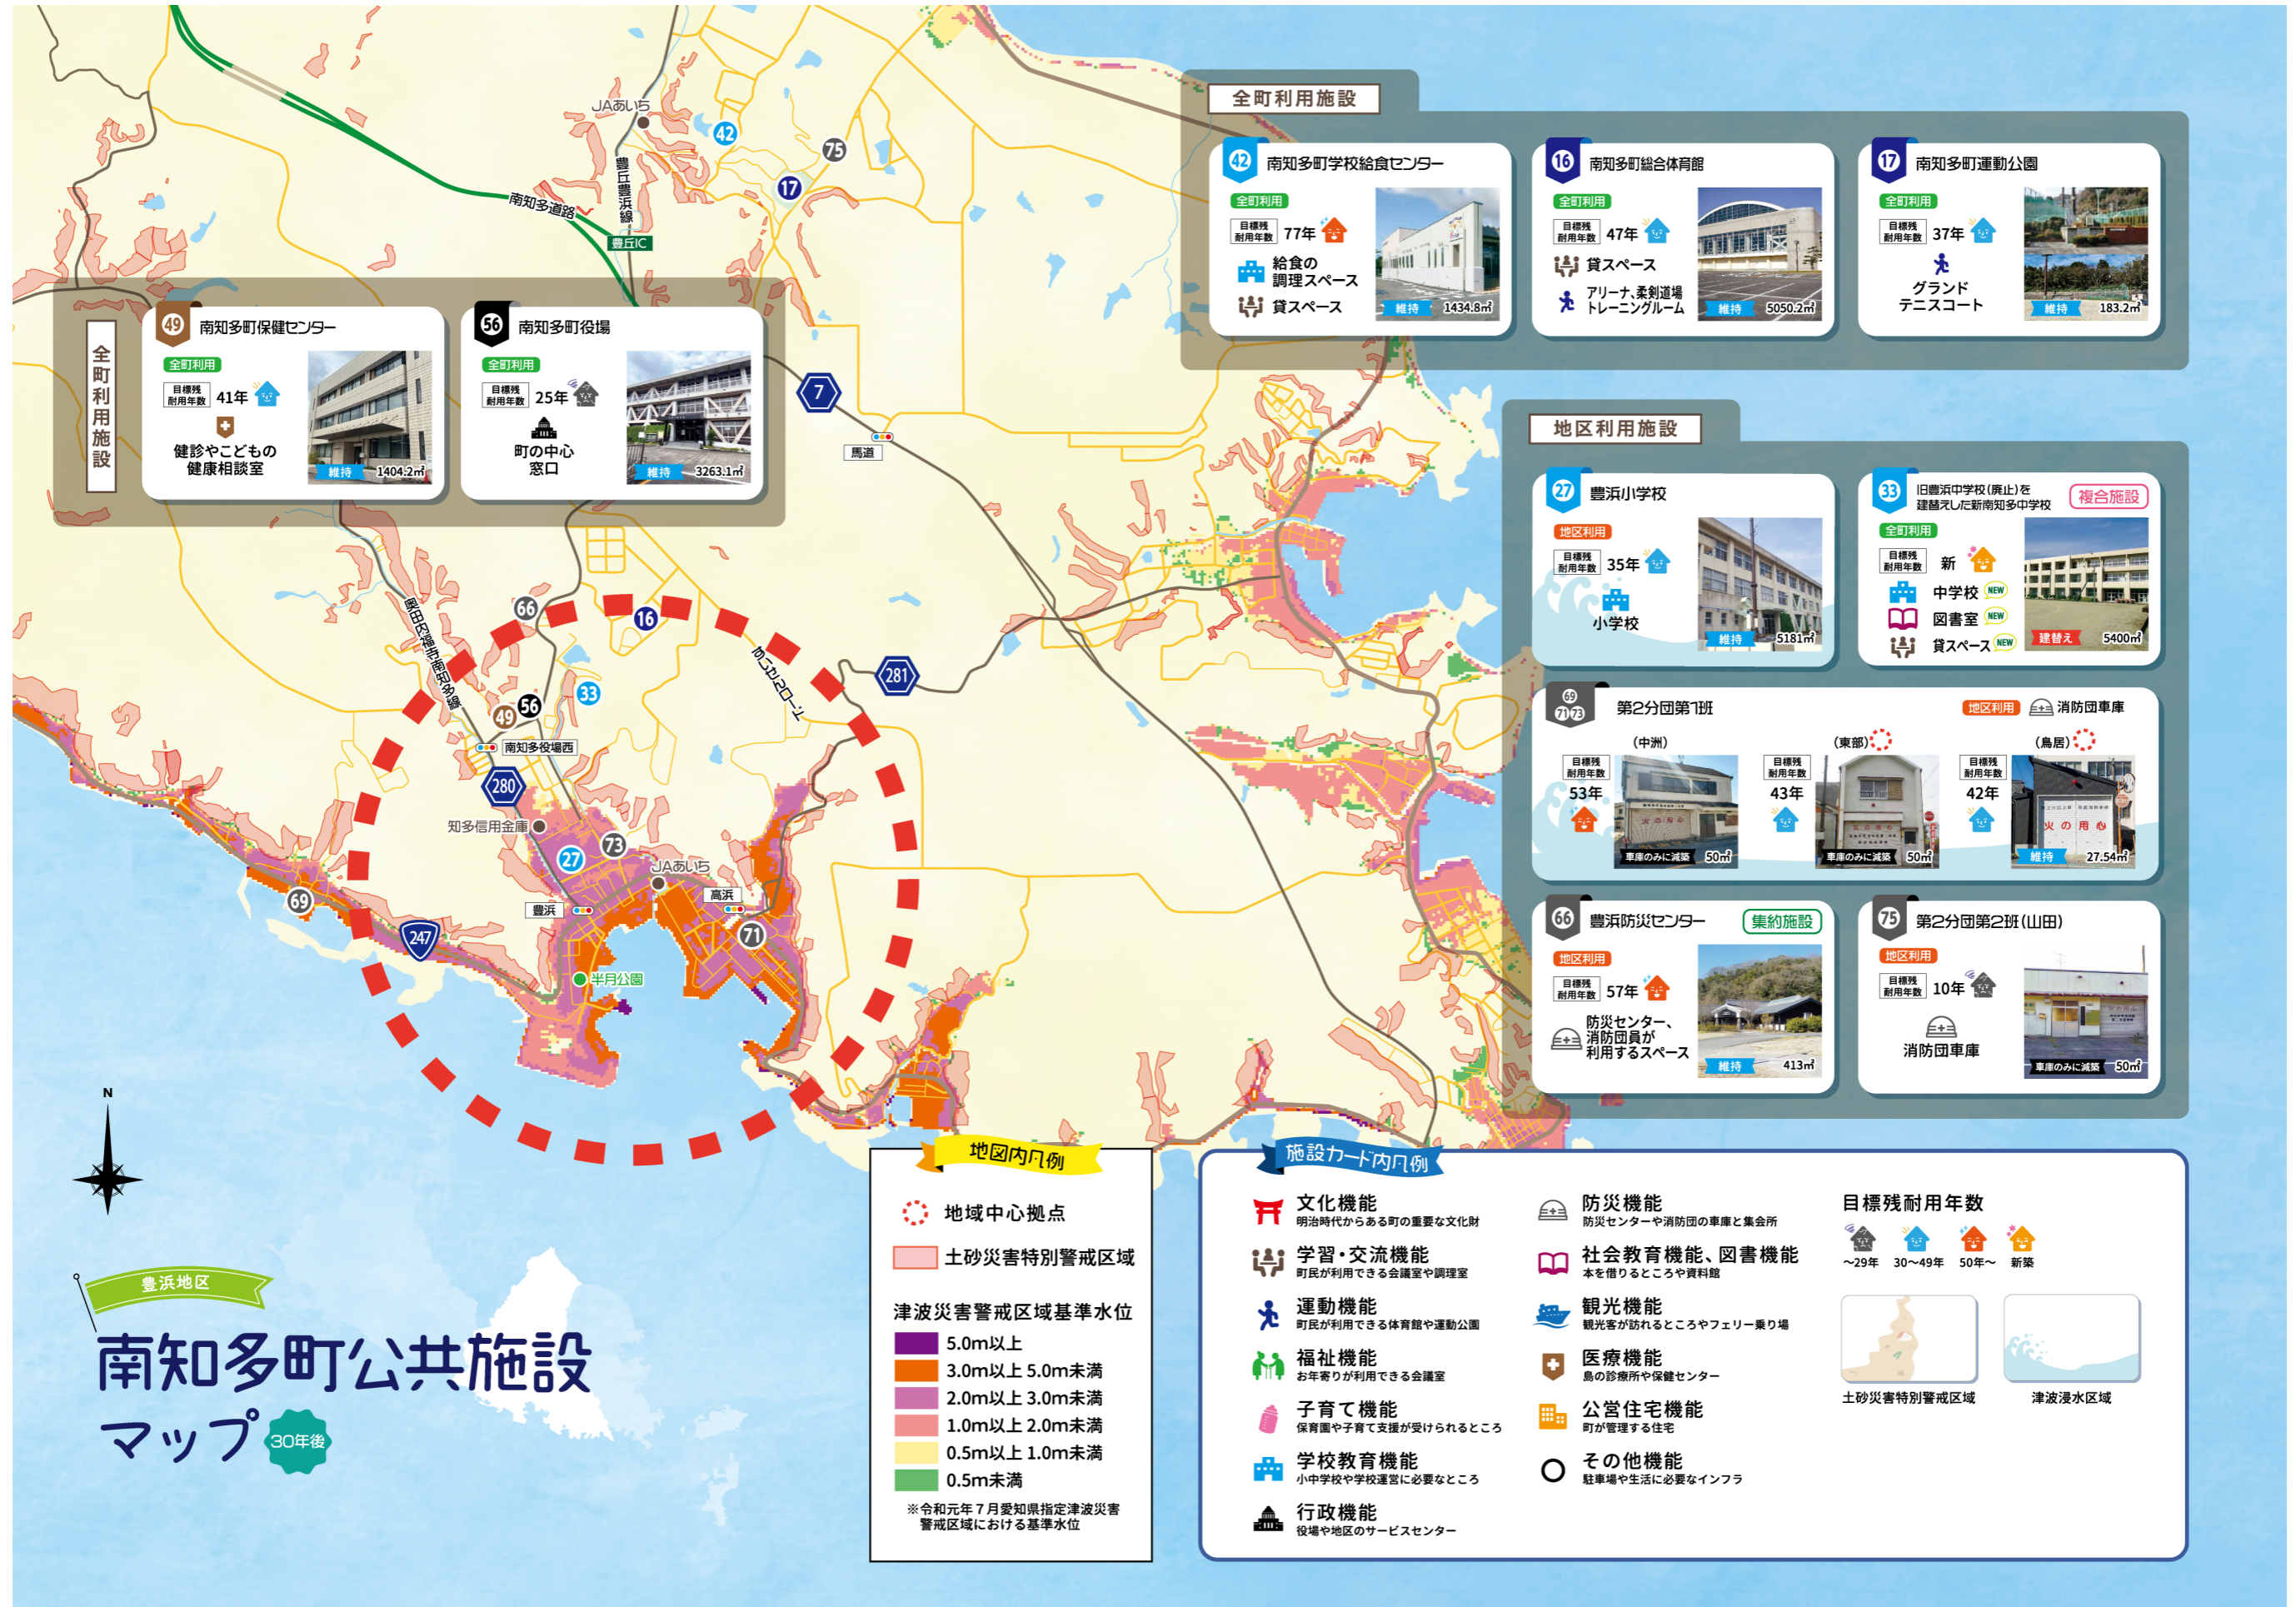 全町利用施設
42 南知多町学校給食センター
全町利用
目標残
耐用年数 77年
給食の
調理スペース
貸スペース
維持 1434.8㎡
16 南知多町総合体育館
全町利用
目標残
耐用年数 47年
貸スペース
アリーナ、柔剣道場
トレーニングルーム
維持 5050.2㎡
17 南知多町運動公園
全町利用
目標残
耐用年数 37年
グランド
テニスコート
維持 183.2㎡
全町利用施設
49 南知多町保健センター
全町利用
目標残
耐用年数 41年
健診やこどもの
健康相談室
維持 1404.2㎡
56 南知多町役場
全町利用
目標残
耐用年数 25年
町の中心
窓口
維持 3263.1㎡
地区利用施設
27 豊浜小学校
地区利用
目標残
耐用年数 35年
小学校
維持 5181㎡
33 旧豊浜中学校(廃止)を
建替えした新南知多中学校
複合施設
全町利用
目標残
耐用年数 新
中学校 NEW
図書室 NEW
貸スペース NEW
建替え 5400㎡
69
71 73
第2分団第1班
地区利用 消防団車庫
(中洲)
目標残
耐用年数
53年
火の用心
車庫のみに減築 50㎡
(東部)
目標残
耐用年数
43年
車庫のみに減築 50㎡
(鳥居)
目標残
耐用年数
42年
火の用心
維持 27.54㎡
66 豊浜防災センター
集約施設
地区利用
目標残
耐用年数 57年
防災センター、
消防団員が
利用するスペース
維持 413㎡
75 第2分団第2班(山田)
地区利用
目標残
耐用年数 10年
消防団車庫
車庫のみに減築 50㎡
JAあいち
42
75
17
豊丘豊浜線
南知多道路
豊丘IC
7
馬道
66
16
すいせんロード
281
33
56
49
南知多役場西
280
知多信用金庫
27
73
JAあいち
高浜
豊浜
71
69
247
半月公園
N
豊浜地区
南知多町公共施設
マップ 30年後
地図内凡例
地域中心拠点
土砂災害特別警戒区域
津波災害警戒区域基準水位
5.0m以上
3.0m以上 5.0m未満
2.0m以上 3.0m未満
1.0m以上 2.0m未満
0.5m以上 1.0m未満
0.5m未満
※令和元年7月愛知県指定津波災害
警戒区域における基準水位
施設カード内凡例
文化機能
明治時代からある町の重要な文化財
学習・交流機能
町民が利用できる会議室や調理室
運動機能
町民が利用できる体育館や運動公園
福祉機能
お年寄りが利用できる会議室
子育て機能
保育園や子育て支援が受けられるところ
学校教育機能
小中学校や学校運営に必要なところ
行政機能
役場や地区のサービスセンター
防災機能
防災センターや消防団の車庫と集会所
社会教育機能、図書機能
本を借りるところや資料館
観光機能
観光客が訪れるところやフェリー乗り場
医療機能
島の診療所や保健センター
公営住宅機能
町が管理する住宅
その他機能
駐車場や生活に必要なインフラ
目標残耐用年数
〜29年 30〜49年 50年〜 新築
土砂災害特別警戒区域
津波浸水区域